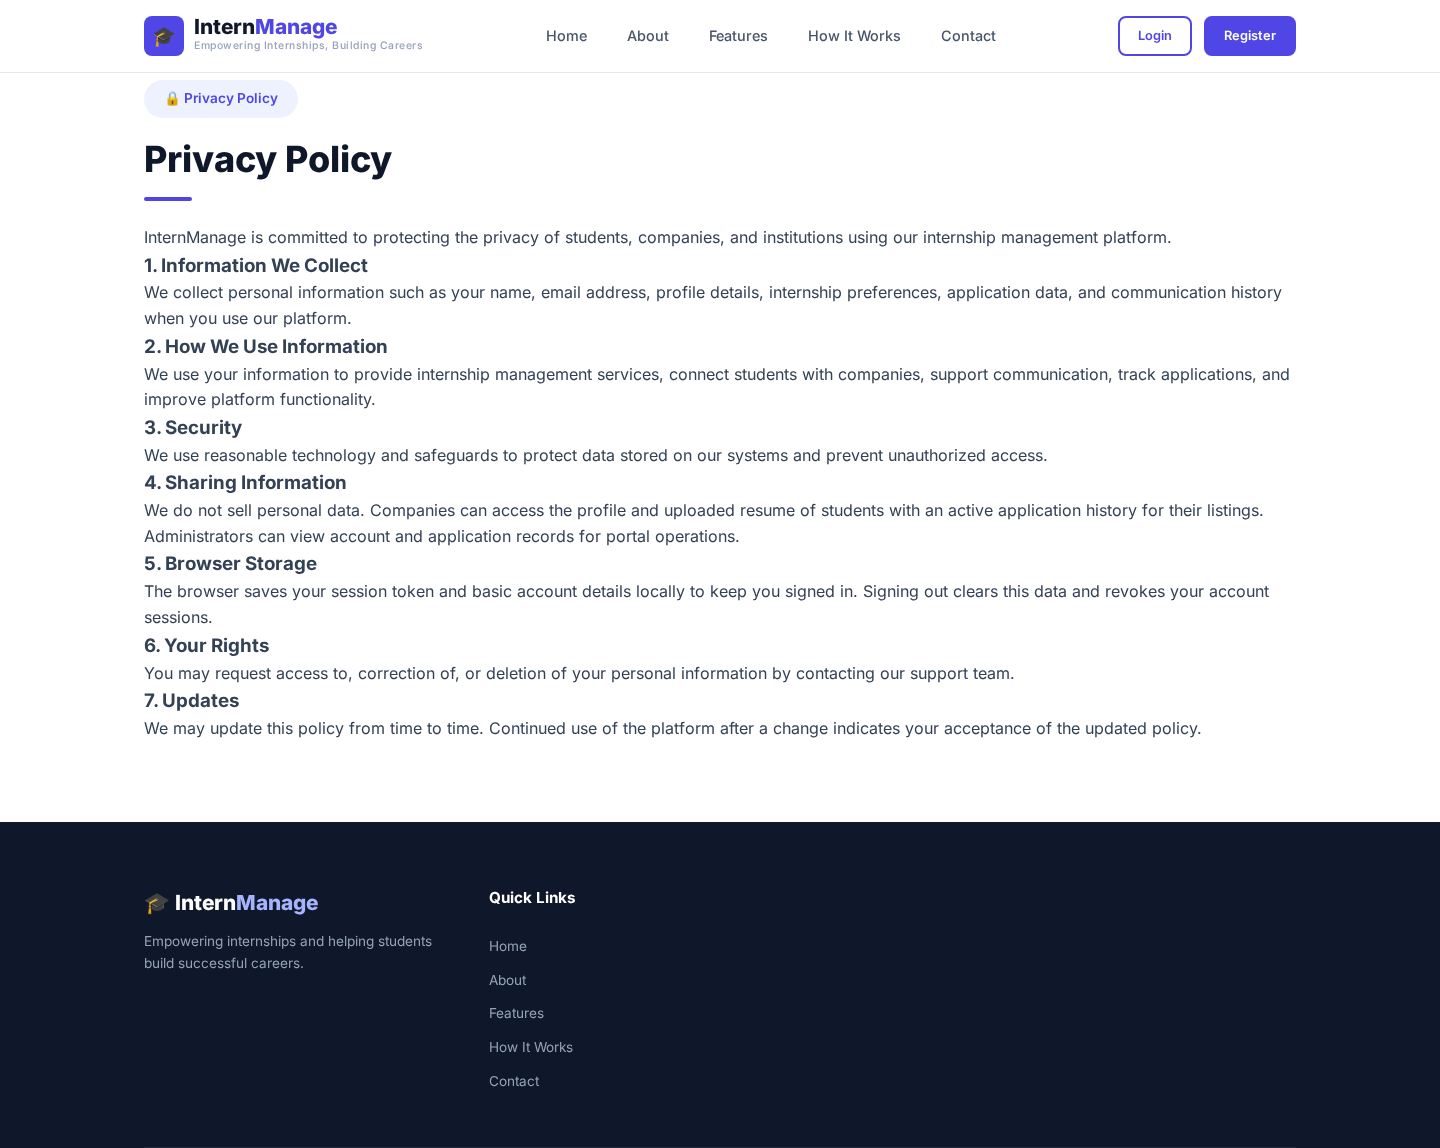 InternManage
Empowering Internships, Building Careers
Home
About
Features
How It Works
Contact
Login
Register
Privacy Policy
Privacy Policy
InternManage is committed to protecting the privacy of students, companies, and institutions using our internship management platform.
1. Information We Collect
We collect personal information such as your name, email address, profile details, internship preferences, application data, and communication history
when you use our platform.
2. How We Use Information
We use your information to provide internship management services, connect students with companies, support communication, track applications, and
improve platform functionality.
3. Security
We use reasonable technology and safeguards to protect data stored on our systems and prevent unauthorized access.
4. Sharing Information
We do not sell personal data. Companies can access the profile and uploaded resume of students with an active application history for their listings.
Administrators can view account and application records for portal operations.
5. Browser Storage
The browser saves your session token and basic account details locally to keep you signed in. Signing out clears this data and revokes your account
sessions.
6. Your Rights
You may request access to, correction of, or deletion of your personal information by contacting our support team.
7. Updates
We may update this policy from time to time. Continued use of the platform after a change indicates your acceptance of the updated policy.
InternManage
Empowering internships and helping students
build successful careers.
Quick Links
Home
About
Features
How It Works
Contact